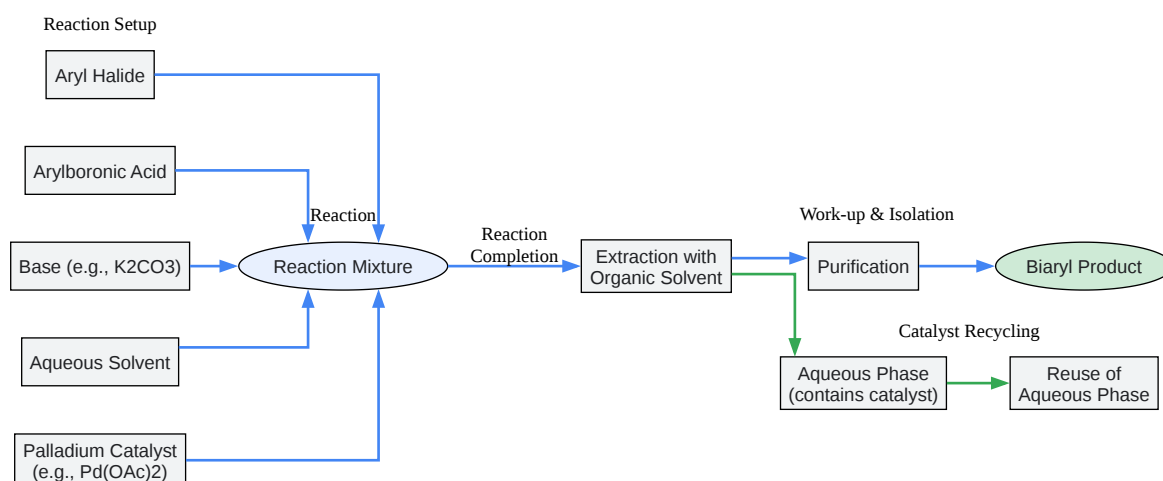 Reaction Setup
Aryl Halide
Arylboronic Acid
Reaction
Base (e.g., K2CO3)
Reaction Mixture
Aqueous Solvent
Palladium Catalyst
(e.g., Pd(OAc)2)
Reaction
Completion
Extraction with
Organic Solvent
Work-up & Isolation
Purification
Biaryl Product
Catalyst Recycling
Aqueous Phase
(contains catalyst)
Reuse of
Aqueous Phase